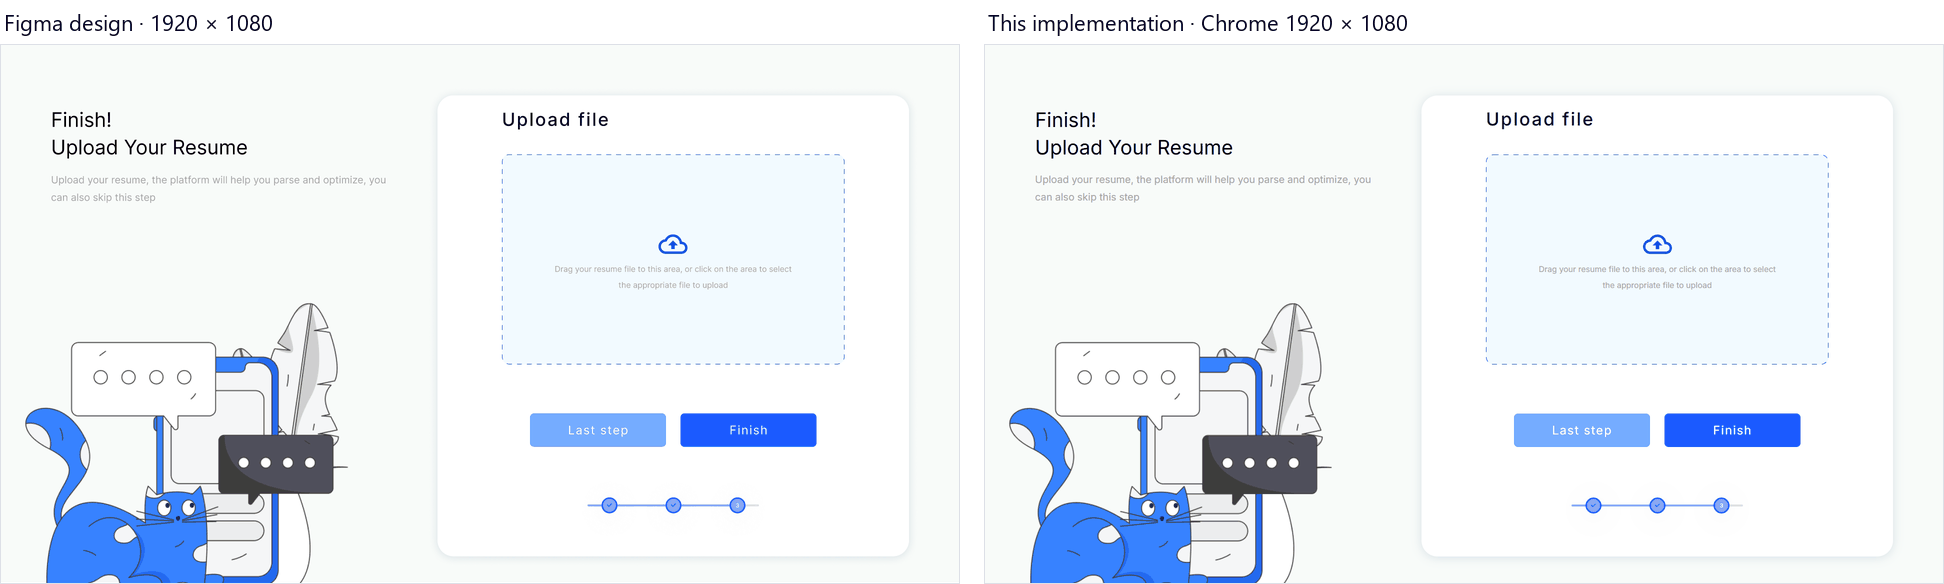 Figma design · 1920 × 1080
Finish!
Upload Your Resume
Upload your resume, the platform will help you parse and optimize, you
can also skip this step
Upload file
Drag your resume file to this area, or click on the area to select
the appropriate file to upload
Last step
Finish
3
This implementation · Chrome 1920 × 1080
Finish!
Upload Your Resume
Upload your resume, the platform will help you parse and optimize, you
can also skip this step
Upload file
Drag your resume file to this area, or click on the area to select
the appropriate file to upload
Last step
Finish
3